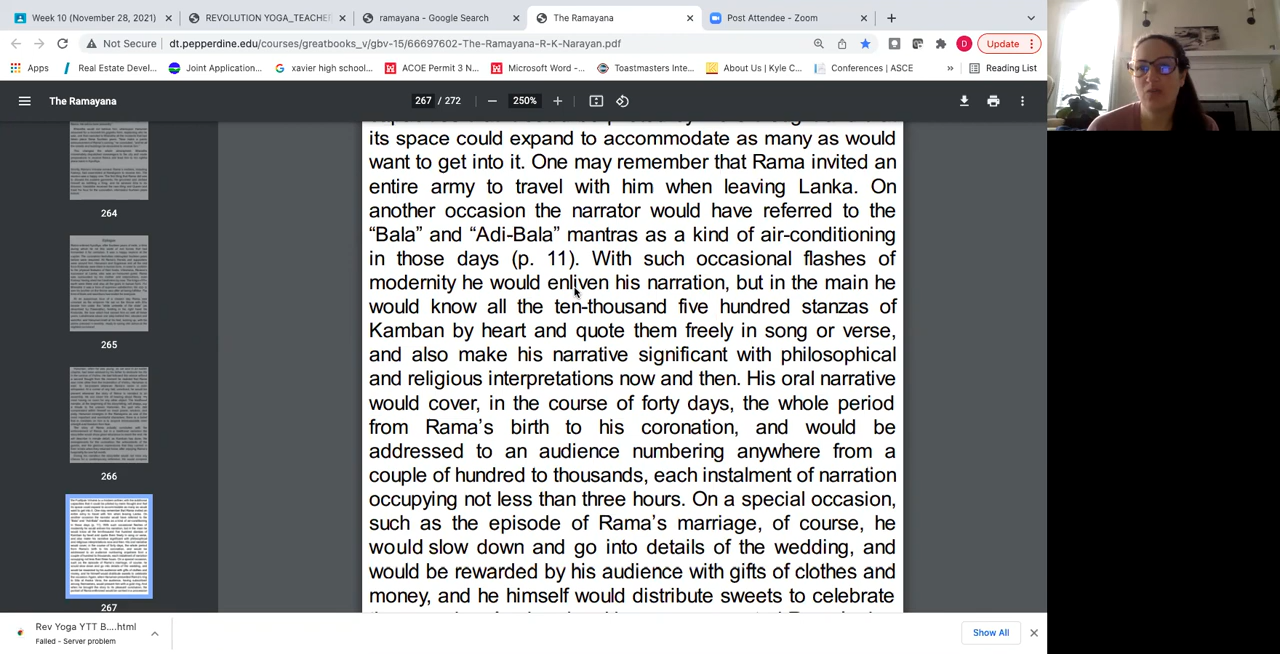 Week 10 (November 28, 2021)
REVOLUTION YOGA_TEACHE
ramayana - Google Search
The Ramayana
Post Attendee - Zoom
Not Secure
dt.pepperdine.edu/courses/greatbooks_v/gbv-15/66697602-The-Ramayana-R-K-Narayan.pdf
D
Update
Apps
Real Estate Devel...
Joint Application...
xavier high school...
ACOE Permit 3 N...
Microsoft Word -...
Toastmasters Inte...
About Us | Kyle C...
Conferences | ASCE
»
Reading List
The Ramayana
267 / 272
250%
264
265
266
267
its space would expand to accommodate any who would
want to get into it. One may remember that Rama invited an
entire army to travel with him when leaving Lanka. On
another occasion the narrator would have referred to the
“Bala” and “Adi-Bala” mantras as a kind of air-conditioning
in those days (p. 11). With such occasional flashes of
modernity he would enliven his narration, but in the main he
would know all the ten thousand five hundred stanzas of
Kamban by heart and quote them freely in song or verse,
and also make his narrative significant with philosophical
and religious interpretations now and then. His oral narrative
would cover, in the course of forty days, the whole period
from Rama’s birth to his coronation, and would be
addressed to an audience numbering anywhere from a
couple of hundred to thousands, each instalment of narration
occupying not less than three hours. On a special occasion,
such as the episode of Rama’s marriage, of course, he
would slow down and go into details of the wedding, and
would be rewarded by his audience with gifts of clothes and
money, and he himself would distribute sweets to celebrate
Rev Yoga YTT B....html
Failed - Server problem
Show All